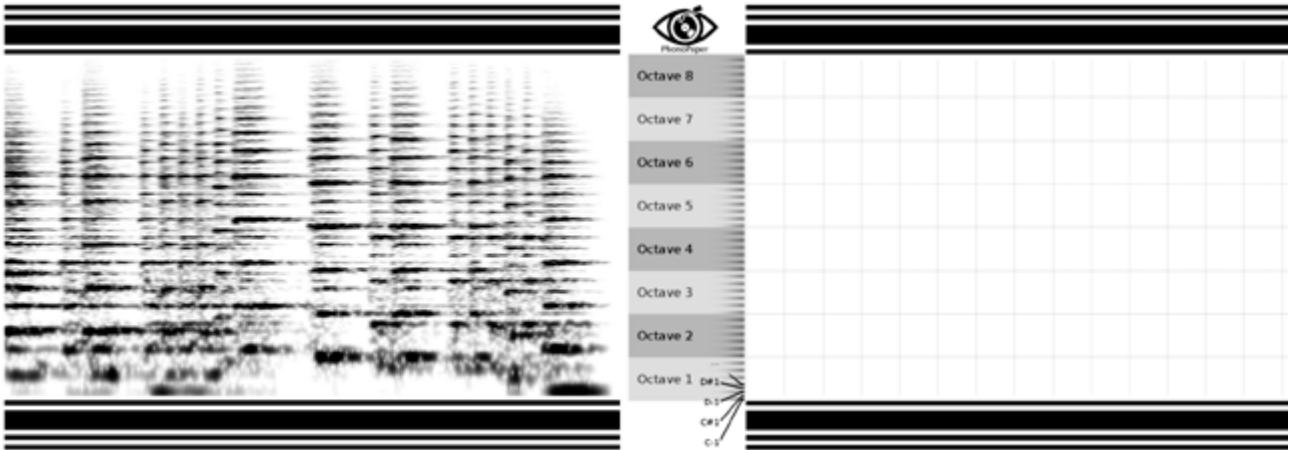 PhonoPaper
Octave 8
Octave 7
Octave 6
Octave 5
Octave 4
Octave 3
Octave 2
...
Octave 1 D#1
D-1
C#1
C-1